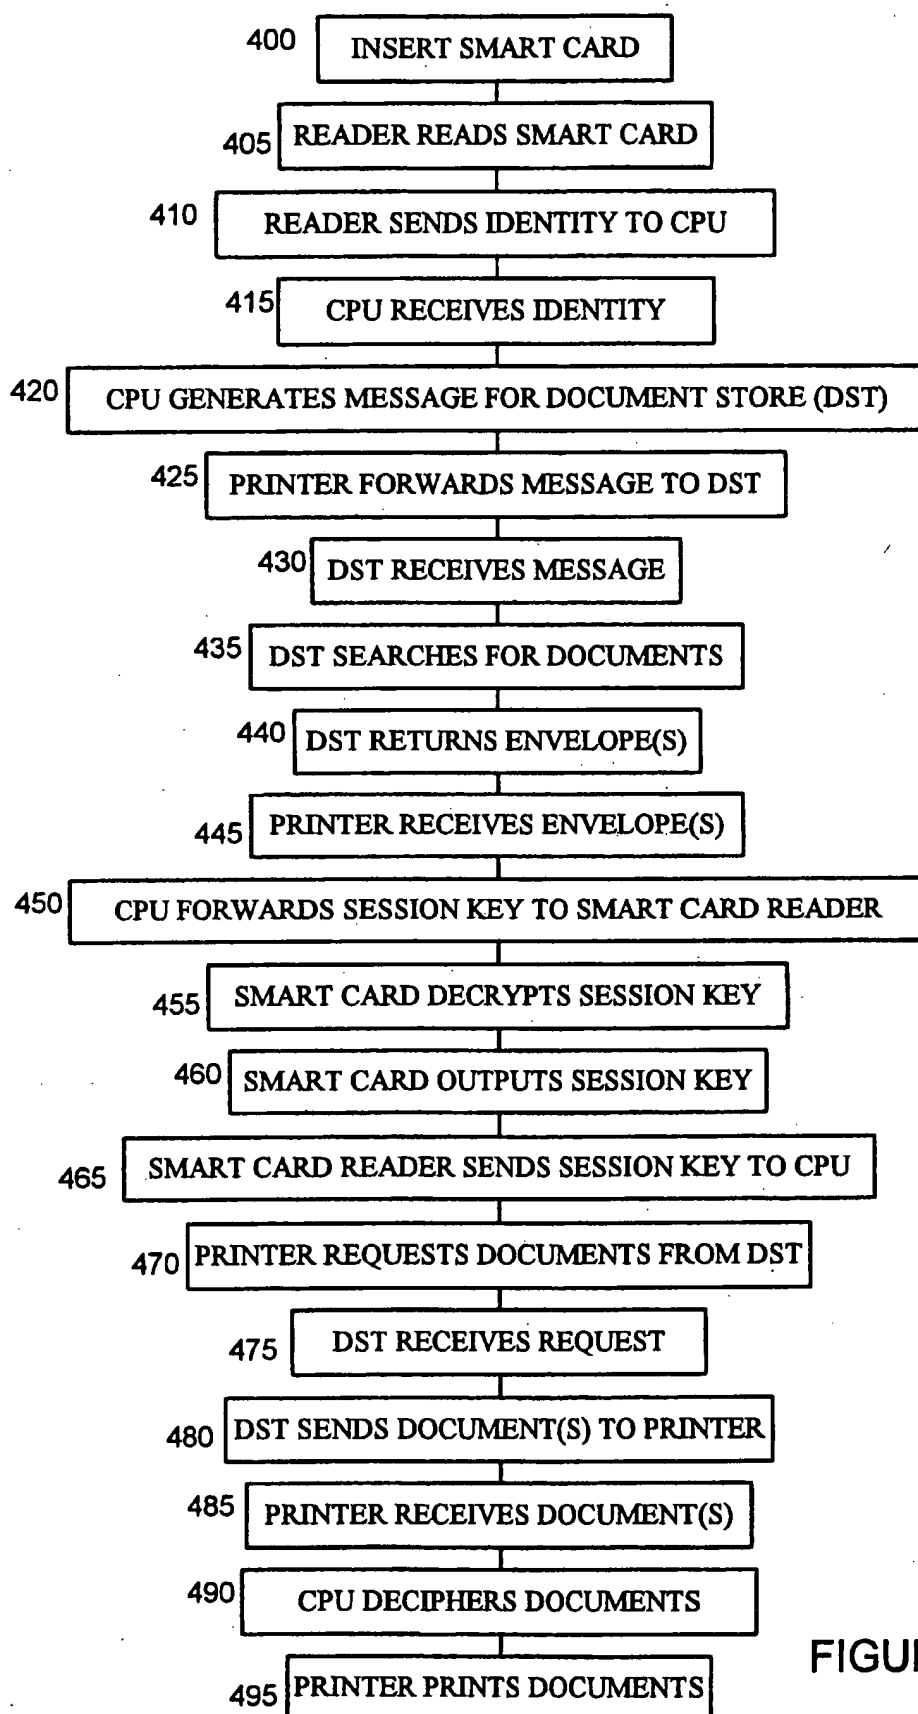 400 INSERT SMART CARD
405 READER READS SMART CARD
410 READER SENDS IDENTITY TO CPU
415 CPU RECEIVES IDENTITY
420 CPU GENERATES MESSAGE FOR DOCUMENT STORE (DST)
425 PRINTER FORWARDS MESSAGE TO DST
430 DST RECEIVES MESSAGE
435 DST SEARCHES FOR DOCUMENTS
440 DST RETURNS ENVELOPE(S)
445 PRINTER RECEIVES ENVELOPE(S)
450 CPU FORWARDS SESSION KEY TO SMART CARD READER
455 SMART CARD DECRYPTS SESSION KEY
460 SMART CARD OUTPUTS SESSION KEY
465 SMART CARD READER SENDS SESSION KEY TO CPU
470 PRINTER REQUESTS DOCUMENTS FROM DST
475 DST RECEIVES REQUEST
480 DST SENDS DOCUMENT(S) TO PRINTER
485 PRINTER RECEIVES DOCUMENT(S)
490 CPU DECIPHERS DOCUMENTS
495 PRINTER PRINTS DOCUMENTS